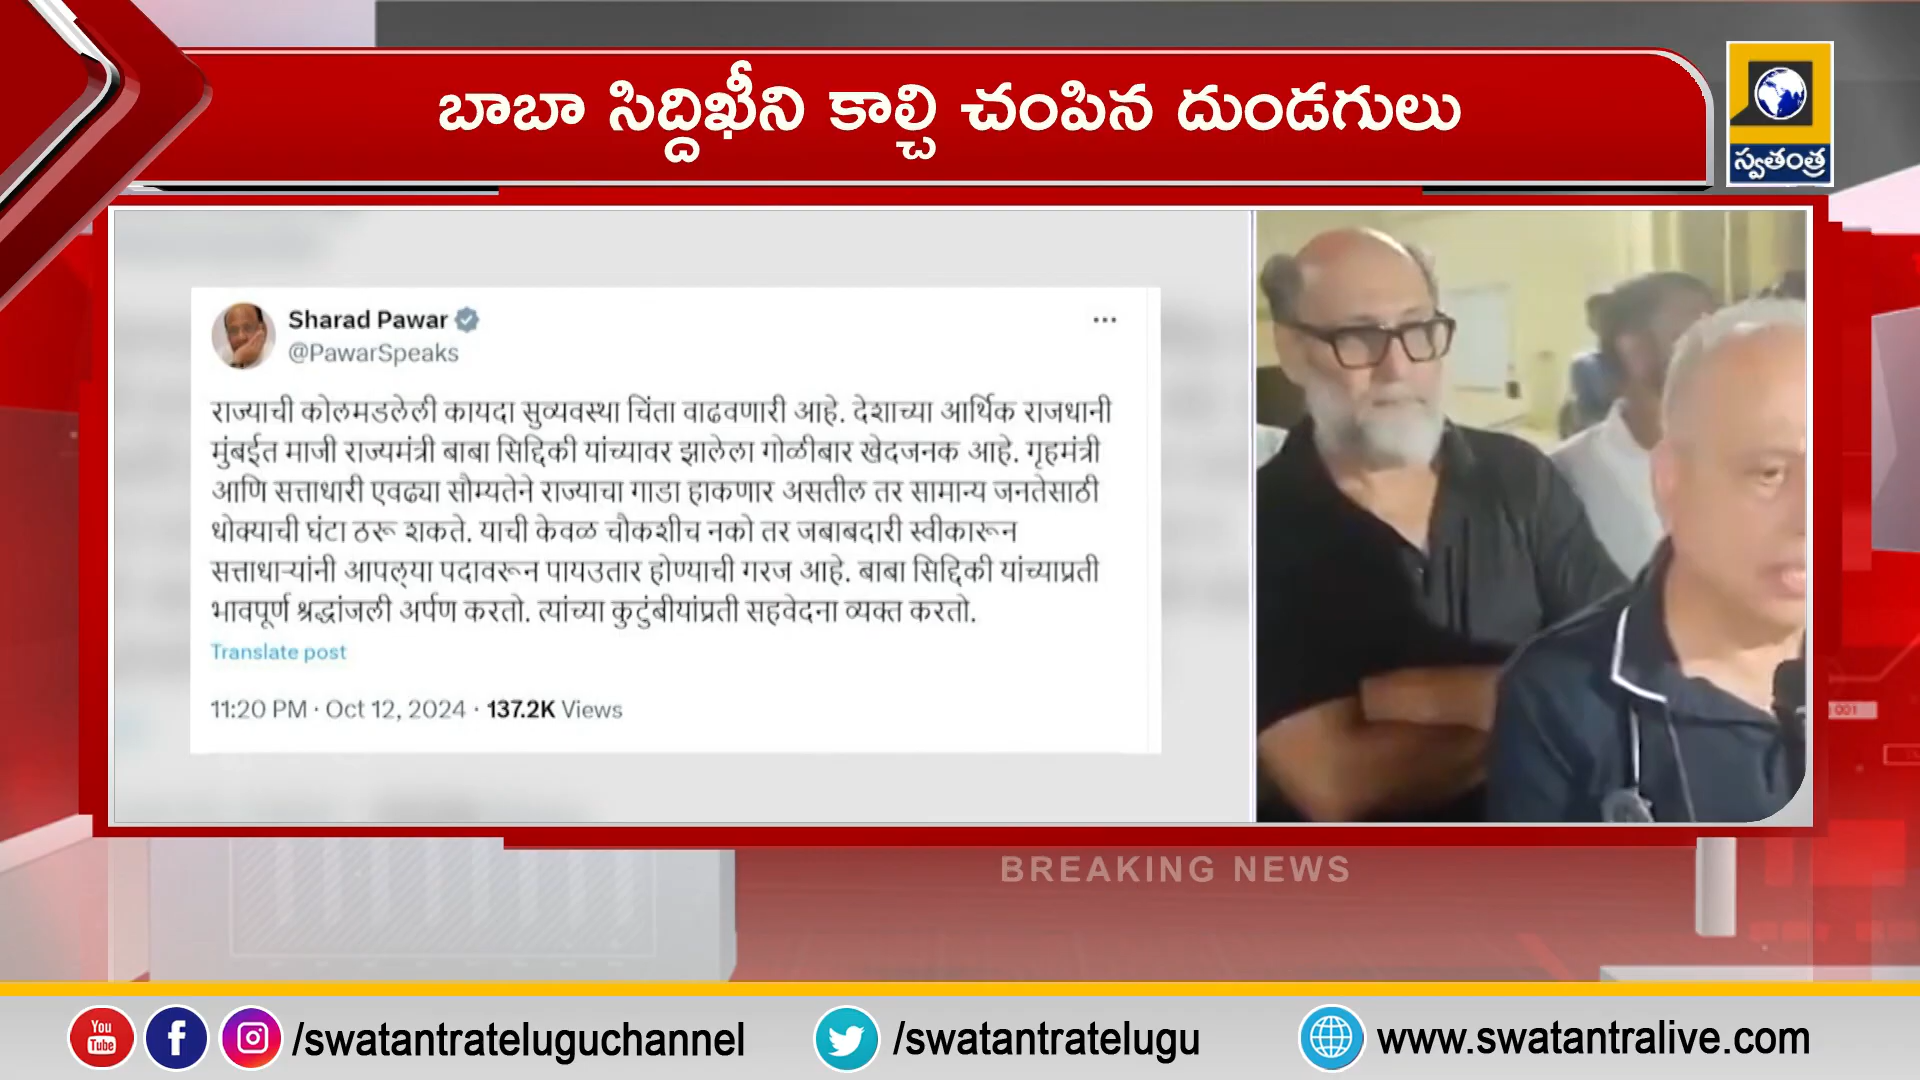 బాబా సిద్దిఖీని కాల్చి చంపిన దుండగులు
స్వతంత్ర
Sharad Pawar
@PawarSpeaks
राज्याची कोलमडलेली कायदा सुव्यवस्था चिंता वाढवणारी आहे. देशाच्या आर्थिक राजधानी
मुंबईत माजी राज्यमंत्री बाबा सिद्दिकी यांच्यावर झालेला गोळीबार खेदजनक आहे. गृहमंत्री
आणि सत्ताधारी एवढ्या सौम्यतेने राज्याचा गाडा हाकणार असतील तर सामान्य जनतेसाठी
धोक्याची घंटा ठरू शकते. याची केवळ चौकशीच नको तर जबाबदारी स्वीकारून
सत्ताधाऱ्यांनी आपल्या पदावरून पायउतार होण्याची गरज आहे. बाबा सिद्दिकी यांच्याप्रती
भावपूर्ण श्रद्धांजली अर्पण करतो. त्यांच्या कुटुंबीयांप्रती सहवेदना व्यक्त करतो.
Translate post
11:20 PM · Oct 12, 2024 · 137.2K Views
001
BREAKING NEWS
You
Tube
/swatantrateluguchannel
/swatantratelugu
www.swatantralive.com